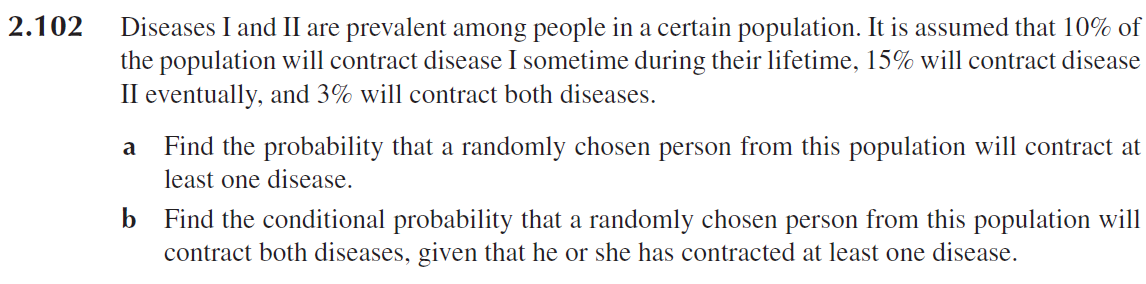 2.102 Diseases I and II are prevalent among people in a certain population. It is assumed that 10% of
the population will contract disease I sometime during their lifetime, 15% will contract disease
II eventually, and 3% will contract both diseases.
a Find the probability that a randomly chosen person from this population will contract at
least one disease.
b Find the conditional probability that a randomly chosen person from this population will
contract both diseases, given that he or she has contracted at least one disease.